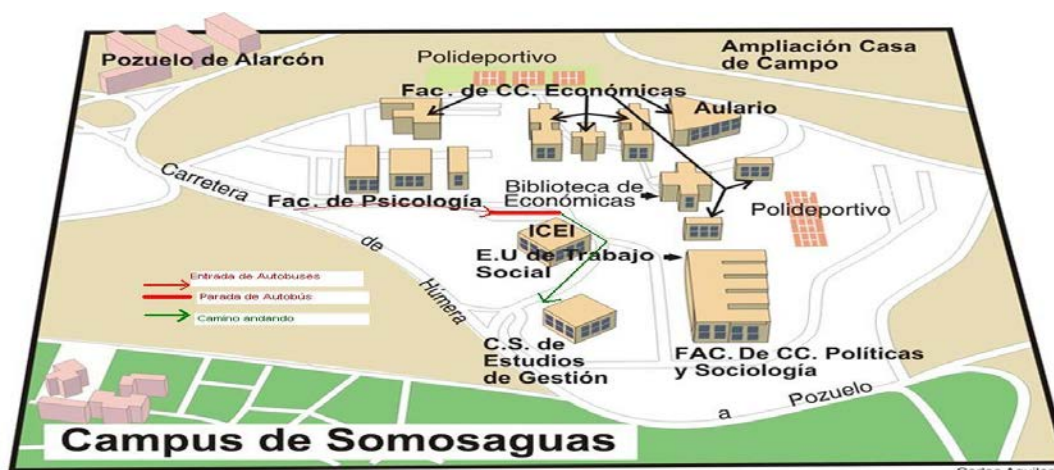 Pozuelo de Alarcón
Polideportivo
Ampliación Casa
de Campo
Fac. de CC. Económicas
Aulario
Carretera
de
Húmera
a
Pozuelo
Fac. de Psicología
Biblioteca de
Económicas
Polideportivo
ICEI
E.U de Trabajo
Social
Entrada de Autobuses
Parada de Autobús
Camino andando
C.S. de
Estudios
de Gestión
FAC. De CC. Políticas
y Sociología
Campus de Somosaguas